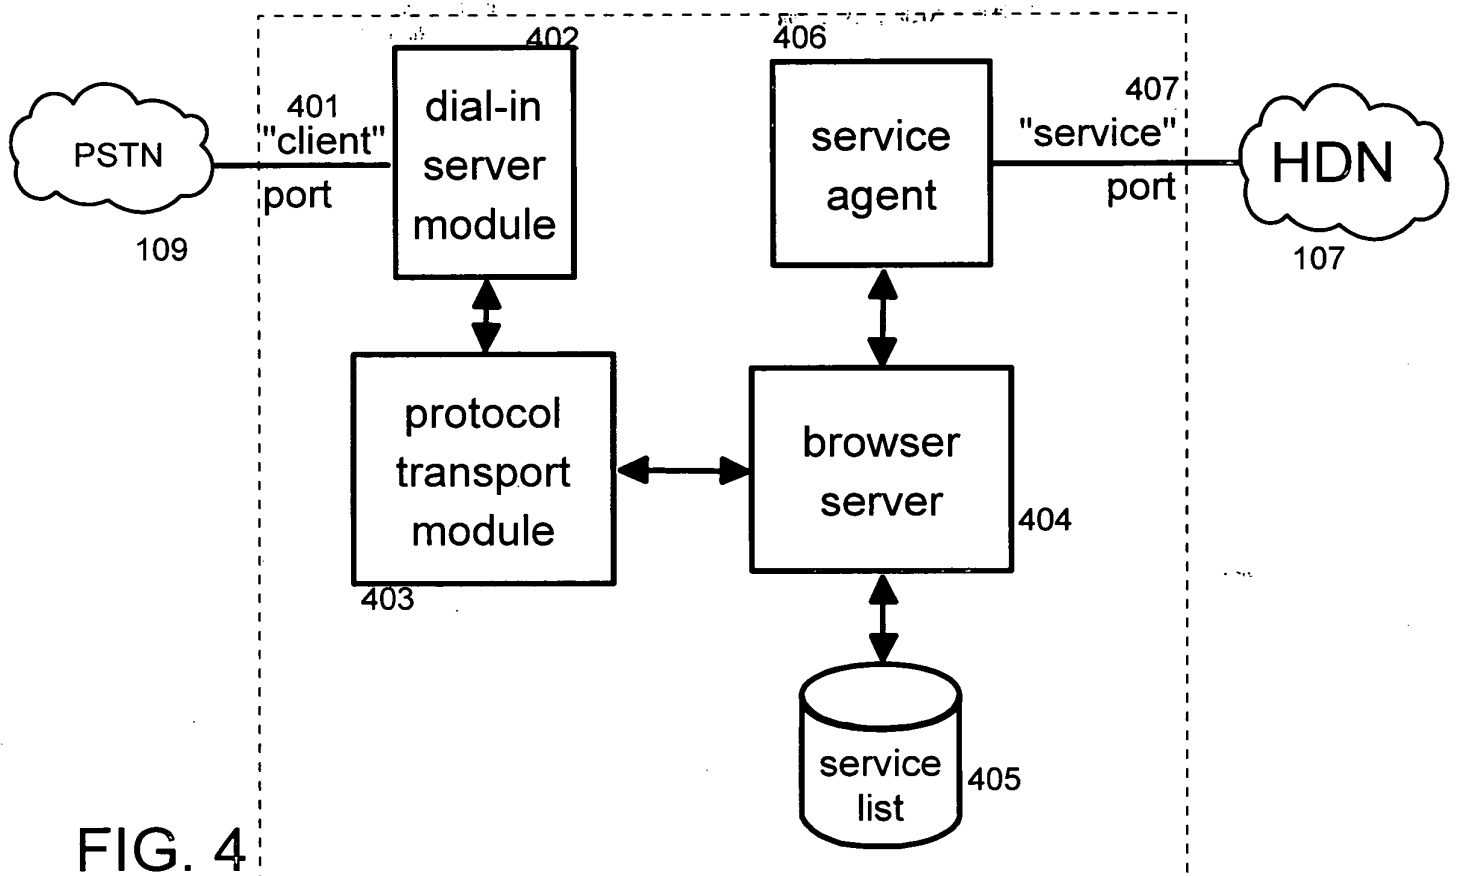 402
406
407
401
"client"
port
dial-in
server
module
service
agent
"service"
port
PSTN
109
HDN
107
protocol
transport
module
403
browser
server
404
service
list
405
FIG. 4